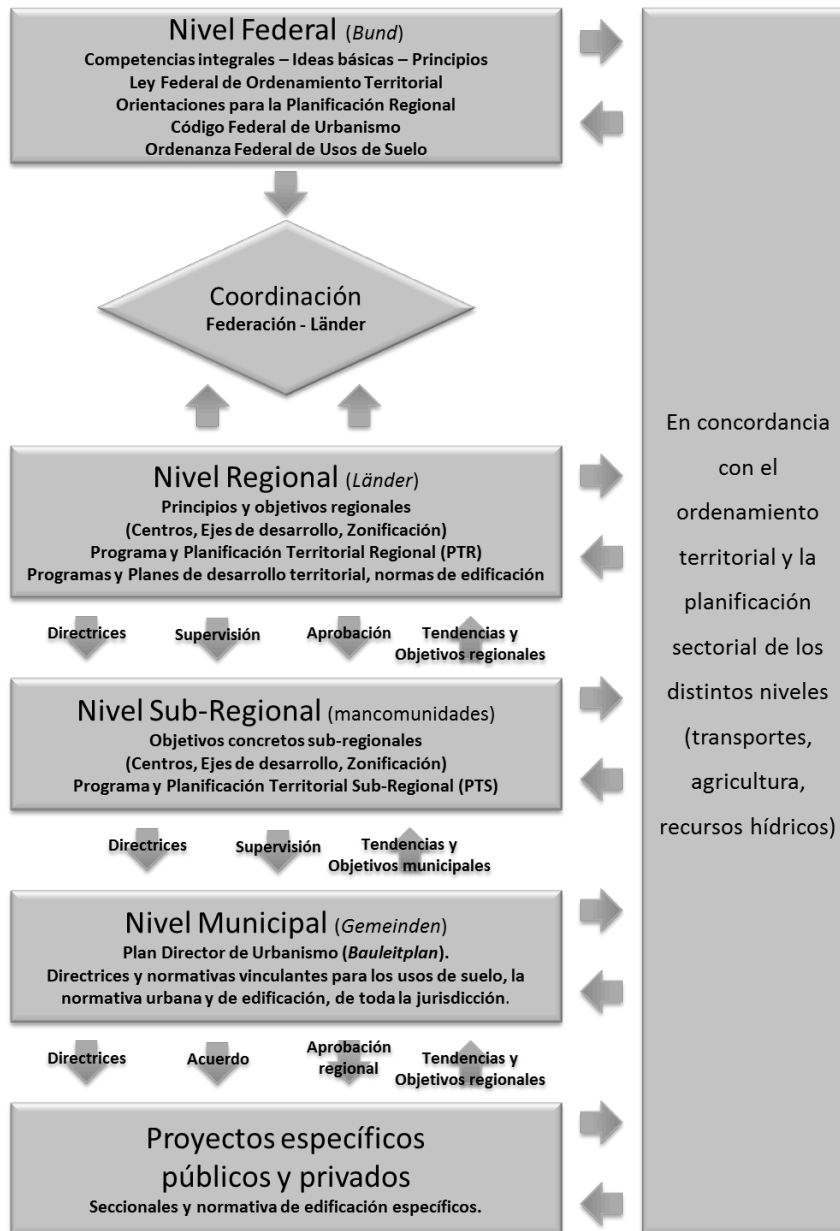 Nivel Federal (Bund)
Competencias integrales – Ideas básicas – Principios
Ley Federal de Ordenamiento Territorial
Orientaciones para la Planificación Regional
Código Federal de Urbanismo
Ordenanza Federal de Usos de Suelo
Coordinación
Federación - Länder
Nivel Regional (Länder)
Principios y objetivos regionales
(Centros, Ejes de desarrollo, Zonificación)
Programa y Planificación Territorial Regional (PTR)
Programas y Planes de desarrollo territorial, normas de edificación
Directrices
Supervisión
Aprobación
Tendencias y
Objetivos regionales
Nivel Sub-Regional (mancomunidades)
Objetivos concretos sub-regionales
(Centros, Ejes de desarrollo, Zonificación)
Programa y Planificación Territorial Sub-Regional (PTS)
Directrices
Supervisión
Tendencias y
Objetivos municipales
Nivel Municipal (Gemeinden)
Plan Director de Urbanismo (Bauleitplan).
Directrices y normativas vinculantes para los usos de suelo, la
normativa urbana y de edificación, de toda la jurisdicción.
Directrices
Acuerdo
Aprobación
regional
Tendencias y
Objetivos regionales
Proyectos específicos
públicos y privados
Seccionales y normativa de edificación específicos.
En concordancia
con el
ordenamiento
territorial y la
planificación
sectorial de los
distintos niveles
(transportes,
agricultura,
recursos hídricos)